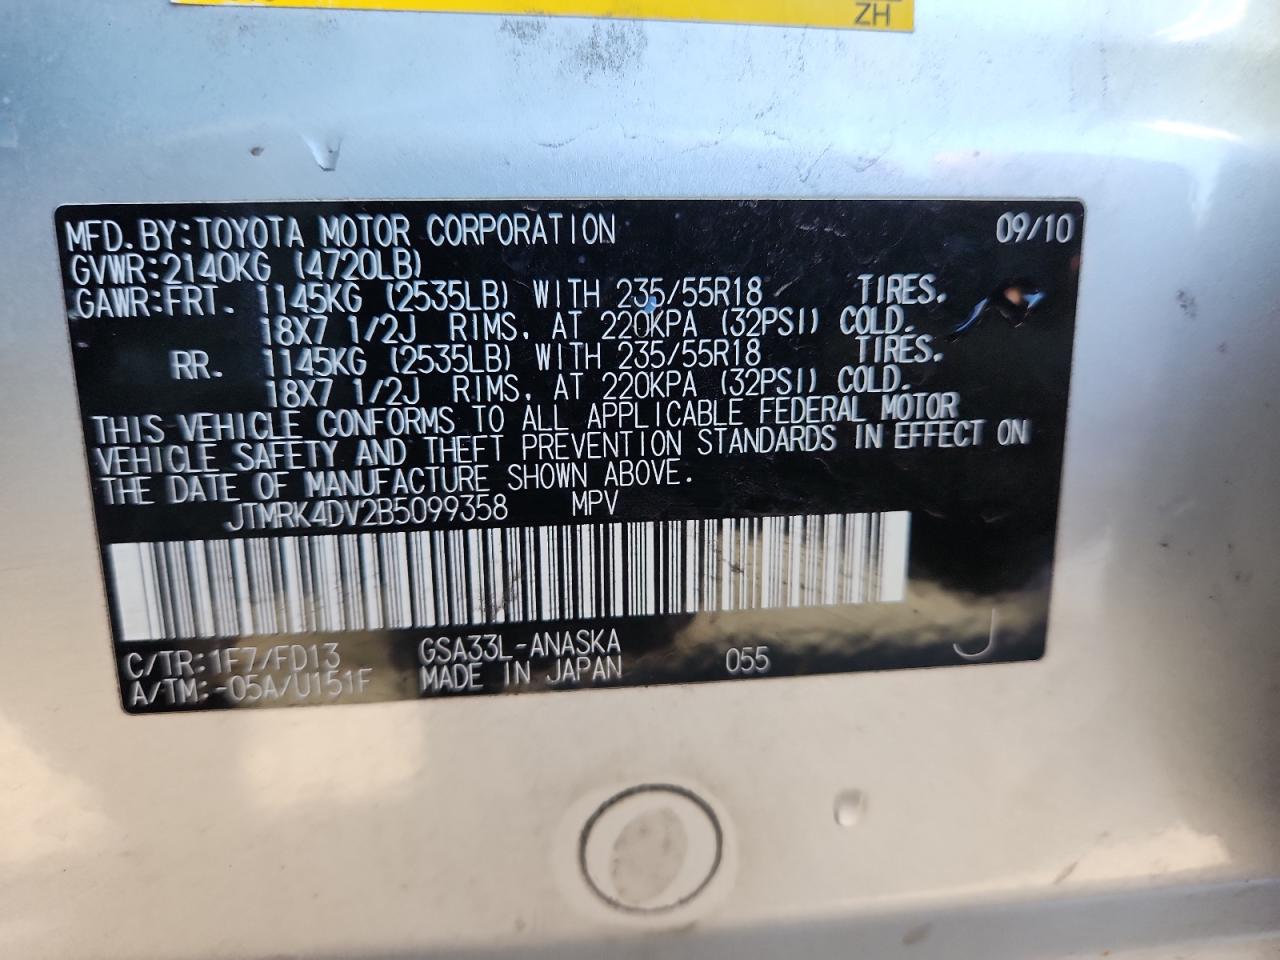 ZH
MFD. BY: TOYOTA MOTOR CORPORATION 09/10
GVWR: 2140KG (4720LB)
GAWR: FRT. 1145KG (2535LB) WITH 235/55R18 TIRES.
18X7 1/2J RIMS. AT 220KPA (32PSI) COLD.
RR. 1145KG (2535LB) WITH 235/55R18 TIRES.
18X7 1/2J RIMS. AT 220KPA (32PSI) COLD.
THIS VEHICLE CONFORMS TO ALL APPLICABLE FEDERAL MOTOR
VEHICLE SAFETY AND THEFT PREVENTION STANDARDS IN EFFECT ON
THE DATE OF MANUFACTURE SHOWN ABOVE.
JTMRK4DV2B5099358 MPV
C/TR: 1F7/FD13 GSA33L-ANASKA 055 J
A/TM: -05A/U151F MADE IN JAPAN